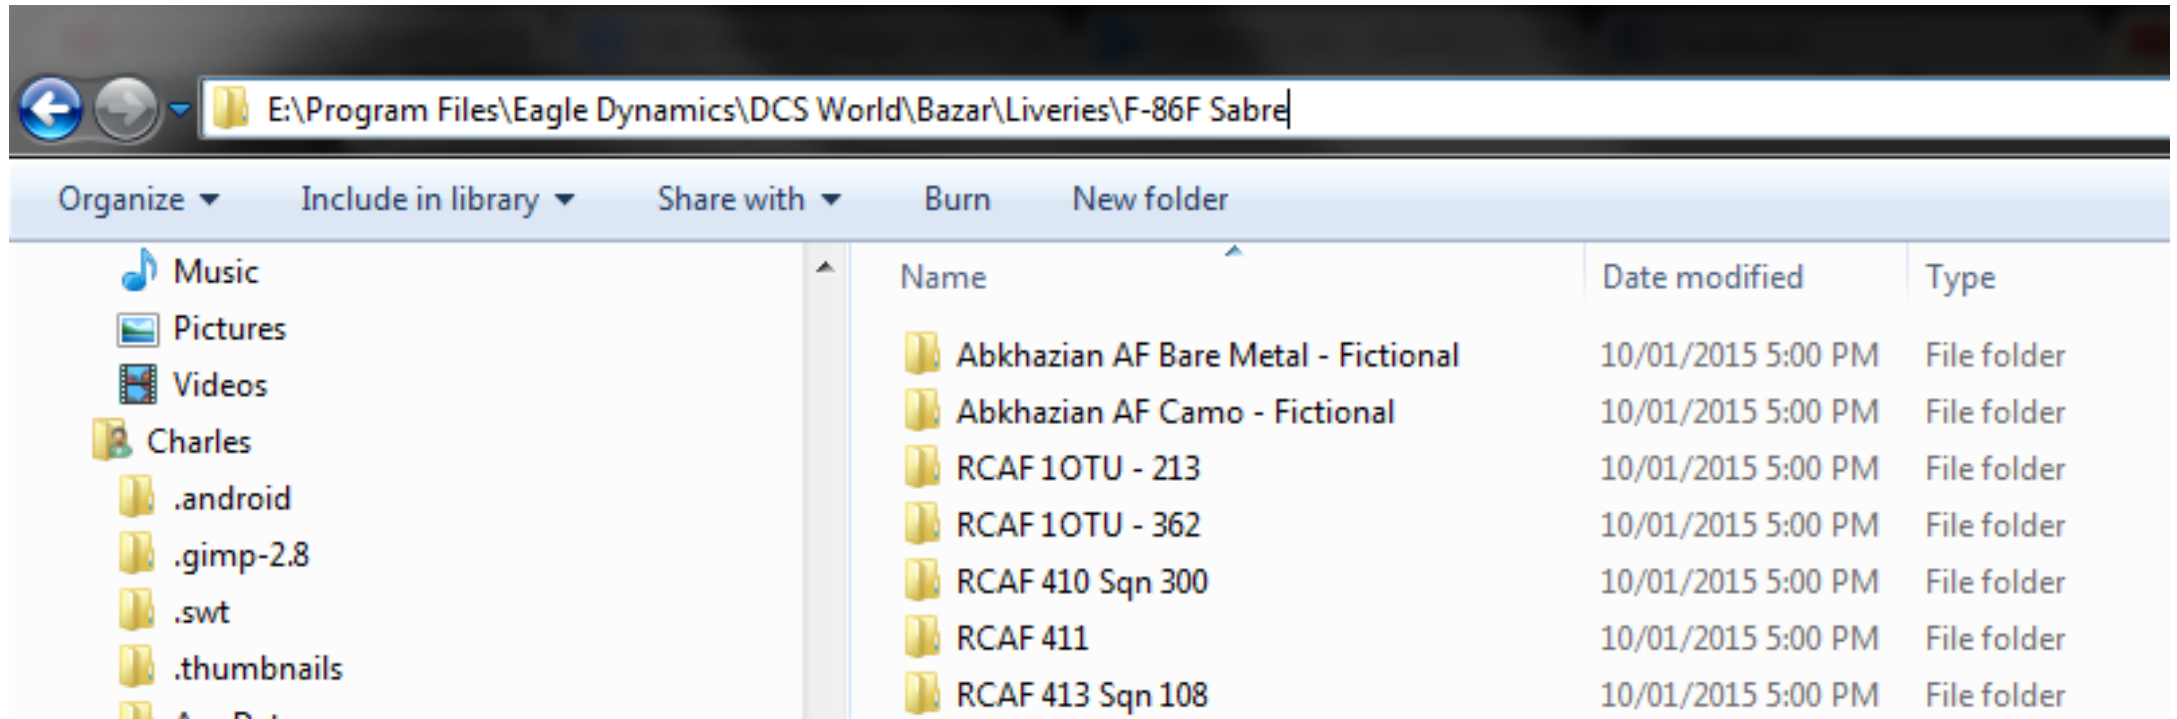 E:\Program Files\Eagle Dynamics\DCS World\Bazar\Liveries\F-86F Sabre
Organize Include in library Share with Burn New folder
Music
Pictures
Videos
Charles
.android
.gimp-2.8
.swt
.thumbnails
Name Date modified Type
Abkhazian AF Bare Metal - Fictional 10/01/2015 5:00 PM File folder
Abkhazian AF Camo - Fictional 10/01/2015 5:00 PM File folder
RCAF 1OTU - 213 10/01/2015 5:00 PM File folder
RCAF 1OTU - 362 10/01/2015 5:00 PM File folder
RCAF 410 Sqn 300 10/01/2015 5:00 PM File folder
RCAF 411 10/01/2015 5:00 PM File folder
RCAF 413 Sqn 108 10/01/2015 5:00 PM File folder